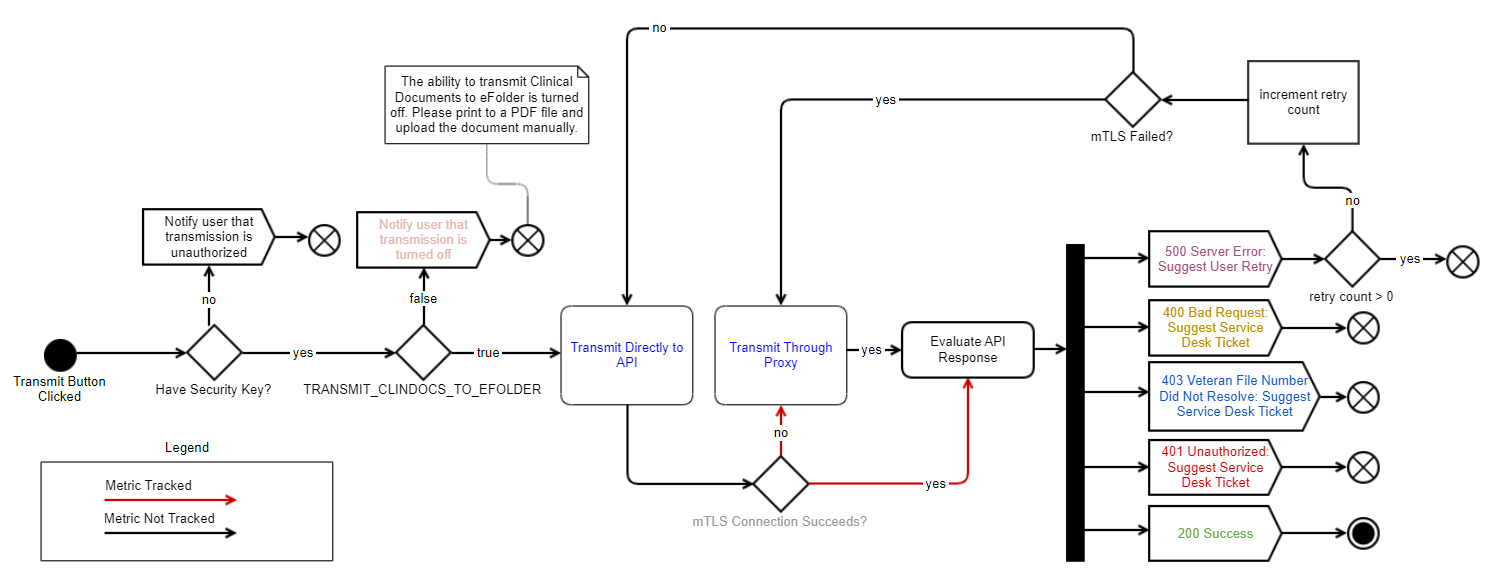 no
The ability to transmit Clinical
Documents to eFolder is turned
off. Please print to a PDF file and
upload the document manually.
yes
increment retry
count
mTLS Failed?
no
Notify user that
transmission is
unauthorized
Notify user that
transmission is
turned off
500 Server Error:
Suggest User Retry
yes
retry count > 0
no
false
400 Bad Request:
Suggest Service
Desk Ticket
Transmit Button
Clicked
yes
Have Security Key?
true
TRANSMIT_CLINDOCS_TO_EFOLDER
Transmit Directly to
API
Transmit Through
Proxy
yes
Evaluate API
Response
403 Veteran File Number
Did Not Resolve: Suggest
Service Desk Ticket
no
401 Unauthorized:
Suggest Service
Desk Ticket
yes
mTLS Connection Succeeds?
200 Success
Legend
Metric Tracked
Metric Not Tracked